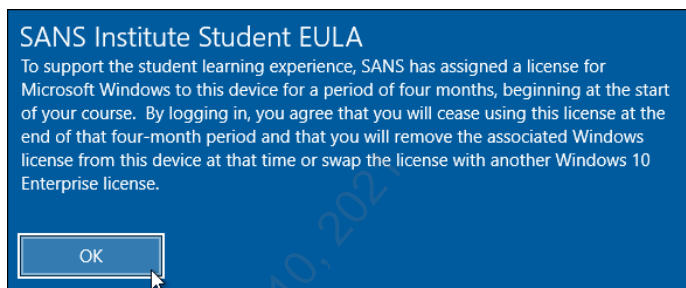 SANS Institute Student EULA
To support the student learning experience, SANS has assigned a license for
Microsoft Windows to this device for a period of four months, beginning at the start
of your course.  By logging in, you agree that you will cease using this license at the
end of that four-month period and that you will remove the associated Windows
license from this device at that time or swap the license with another Windows 10
Enterprise license.
OK
10, 2021